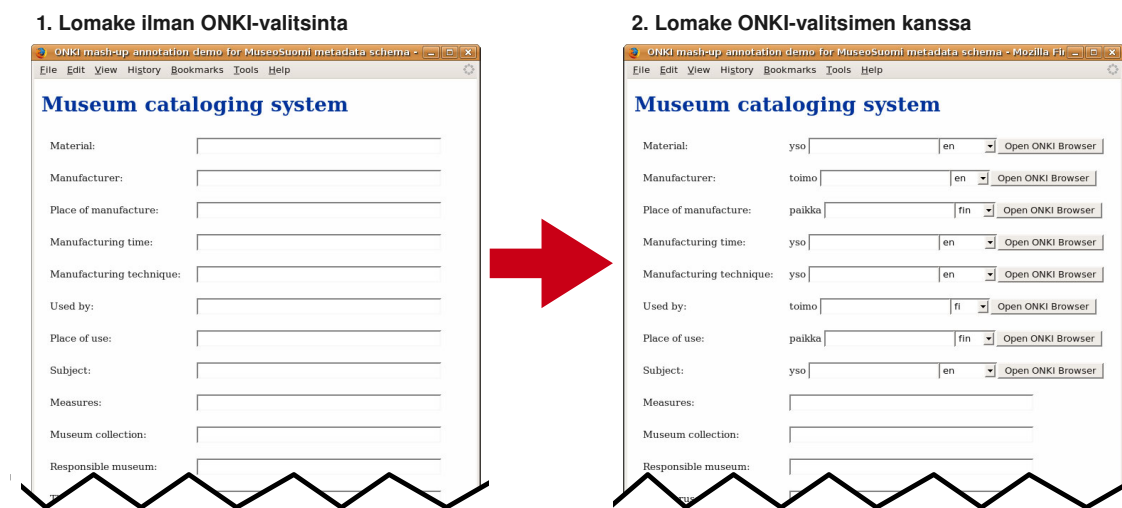 1. Lomake ilman ONKI-valitsinta
ONKI mash-up annotation demo for MuseoSuomi metadata schema -
File Edit View History Bookmarks Tools Help
Museum cataloging system
Material:
Manufacturer:
Place of manufacture:
Manufacturing time:
Manufacturing technique:
Used by:
Place of use:
Subject:
Measures:
Museum collection:
Responsible museum:
2. Lomake ONKI-valitsimen kanssa
ONKI mash-up annotation demo for MuseoSuomi metadata schema - Mozilla Fir
File Edit View History Bookmarks Tools Help
Museum cataloging system
Material: yso en Open ONKI Browser
Manufacturer: toimo en Open ONKI Browser
Place of manufacture: paikka fin Open ONKI Browser
Manufacturing time: yso en Open ONKI Browser
Manufacturing technique: yso en Open ONKI Browser
Used by: toimo fi Open ONKI Browser
Place of use: paikka fin Open ONKI Browser
Subject: yso en Open ONKI Browser
Measures:
Museum collection:
Responsible museum: